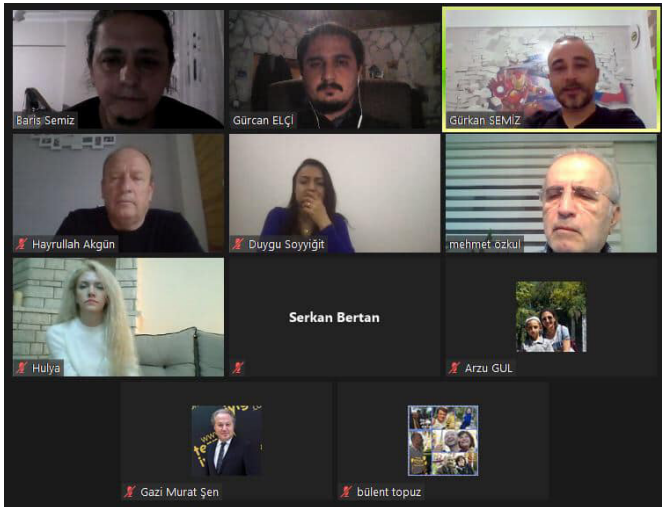 Baris Semiz
Gürcan ELÇİ
Gürkan SEMİZ
Hayrullah Akgün
Duygu Soyyiğit
mehmet özkul
Hulya
Serkan Bertan
Arzu GUL
Gazi Murat Şen
bülent topuz